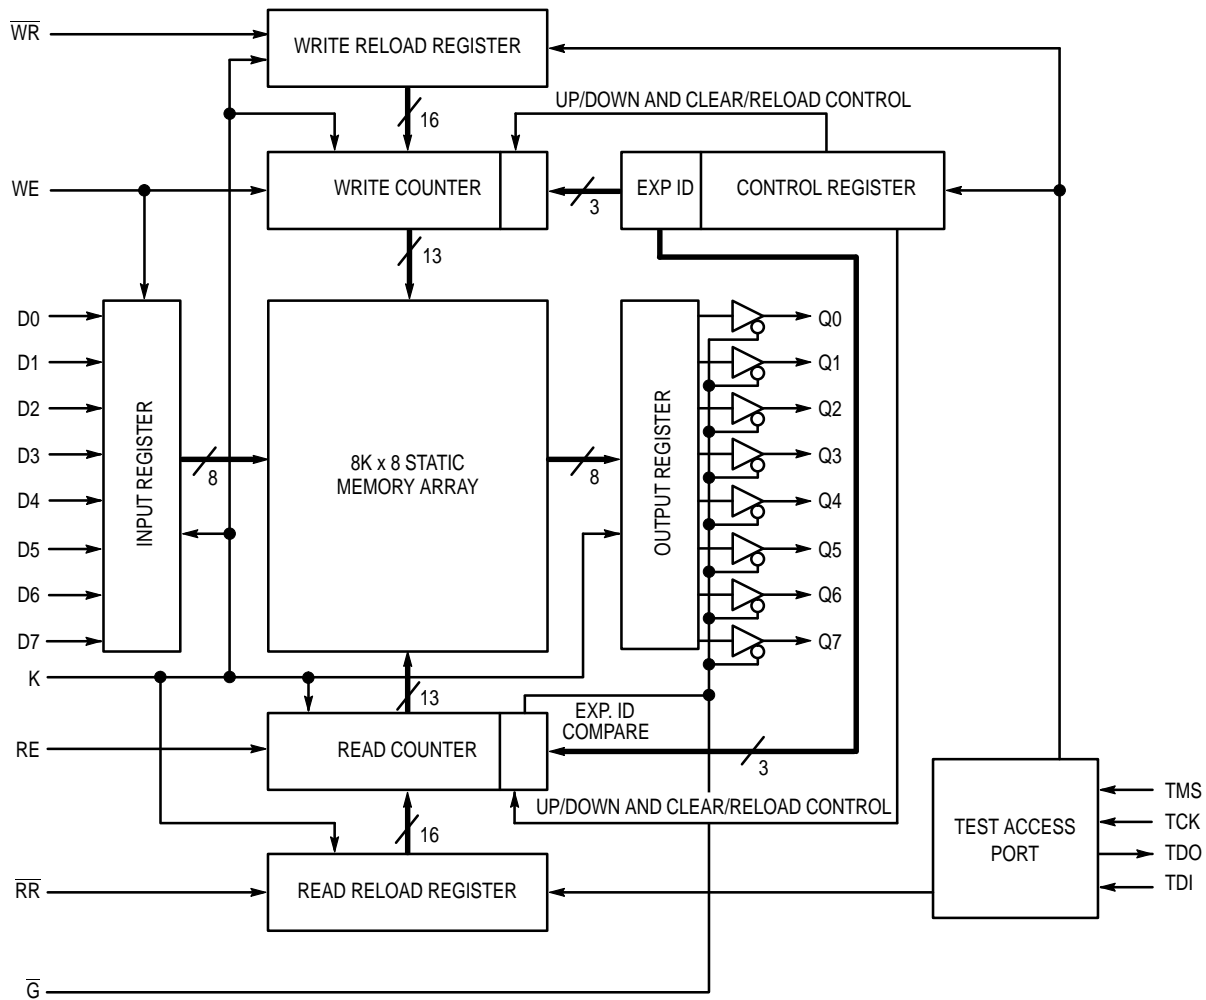 WR
WRITE RELOAD REGISTER
UP/DOWN AND CLEAR/RELOAD CONTROL
16
WE
WRITE COUNTER
3
EXP ID
CONTROL REGISTER
13
D0
D1
D2
D3
D4
D5
D6
D7
INPUT REGISTER
8
8K x 8 STATIC
MEMORY ARRAY
8
OUTPUT REGISTER
Q0
Q1
Q2
Q3
Q4
Q5
Q6
Q7
K
13
EXP. ID
COMPARE
RE
READ COUNTER
3
UP/DOWN AND CLEAR/RELOAD CONTROL
16
TEST ACCESS
PORT
TMS
TCK
TDO
TDI
RR
READ RELOAD REGISTER
G